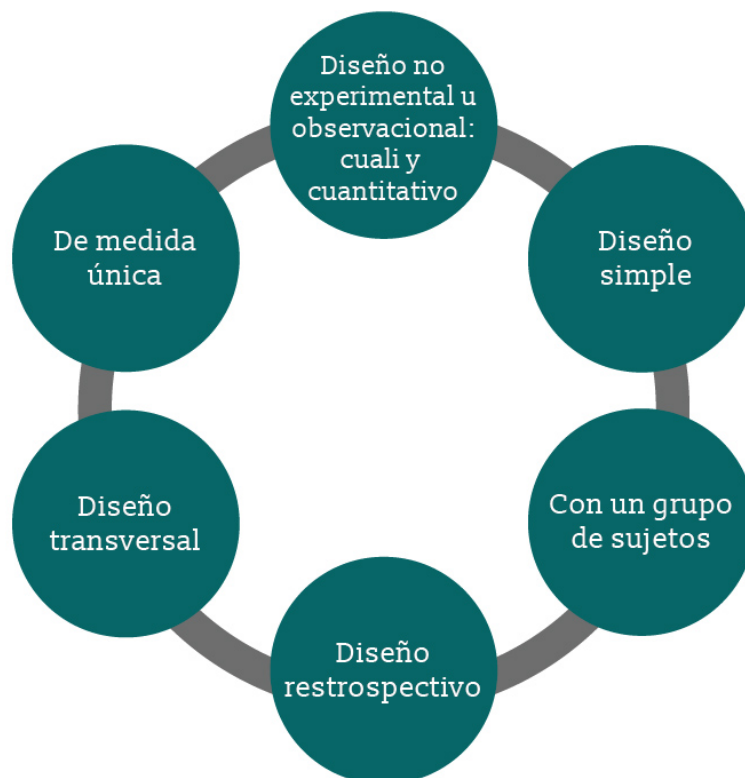 Diseño no
experimental u
observacional:
cuali y
cuantitativo
Diseño
simple
Con un grupo
de sujetos
Diseño
restrospectivo
Diseño
transversal
De medida
única